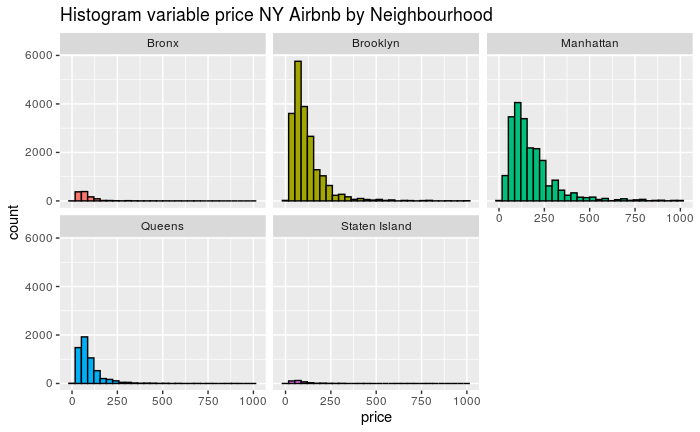 Histogram variable price NY Airbnb by Neighbourhood
Bronx
Brooklyn
Manhattan
6000
4000
2000
0
0 250 500 750 1000
count
Queens
Staten Island
6000
4000
2000
0
0 250 500 750 1000
0 250 500 750 1000
price